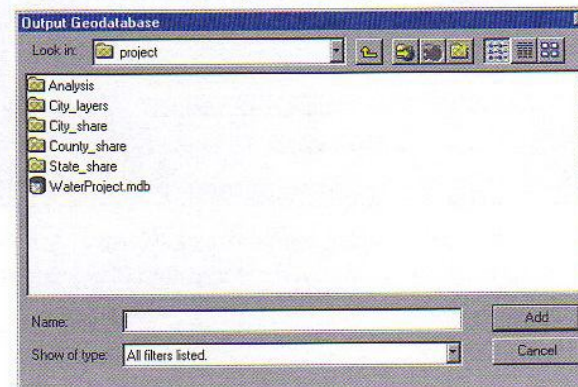 Output Geodatabase
Look in: project
Analysis
City_layers
City_share
County_share
State_share
WaterProject.mdb
Name: Add
Show of type: All filters listed. Cancel